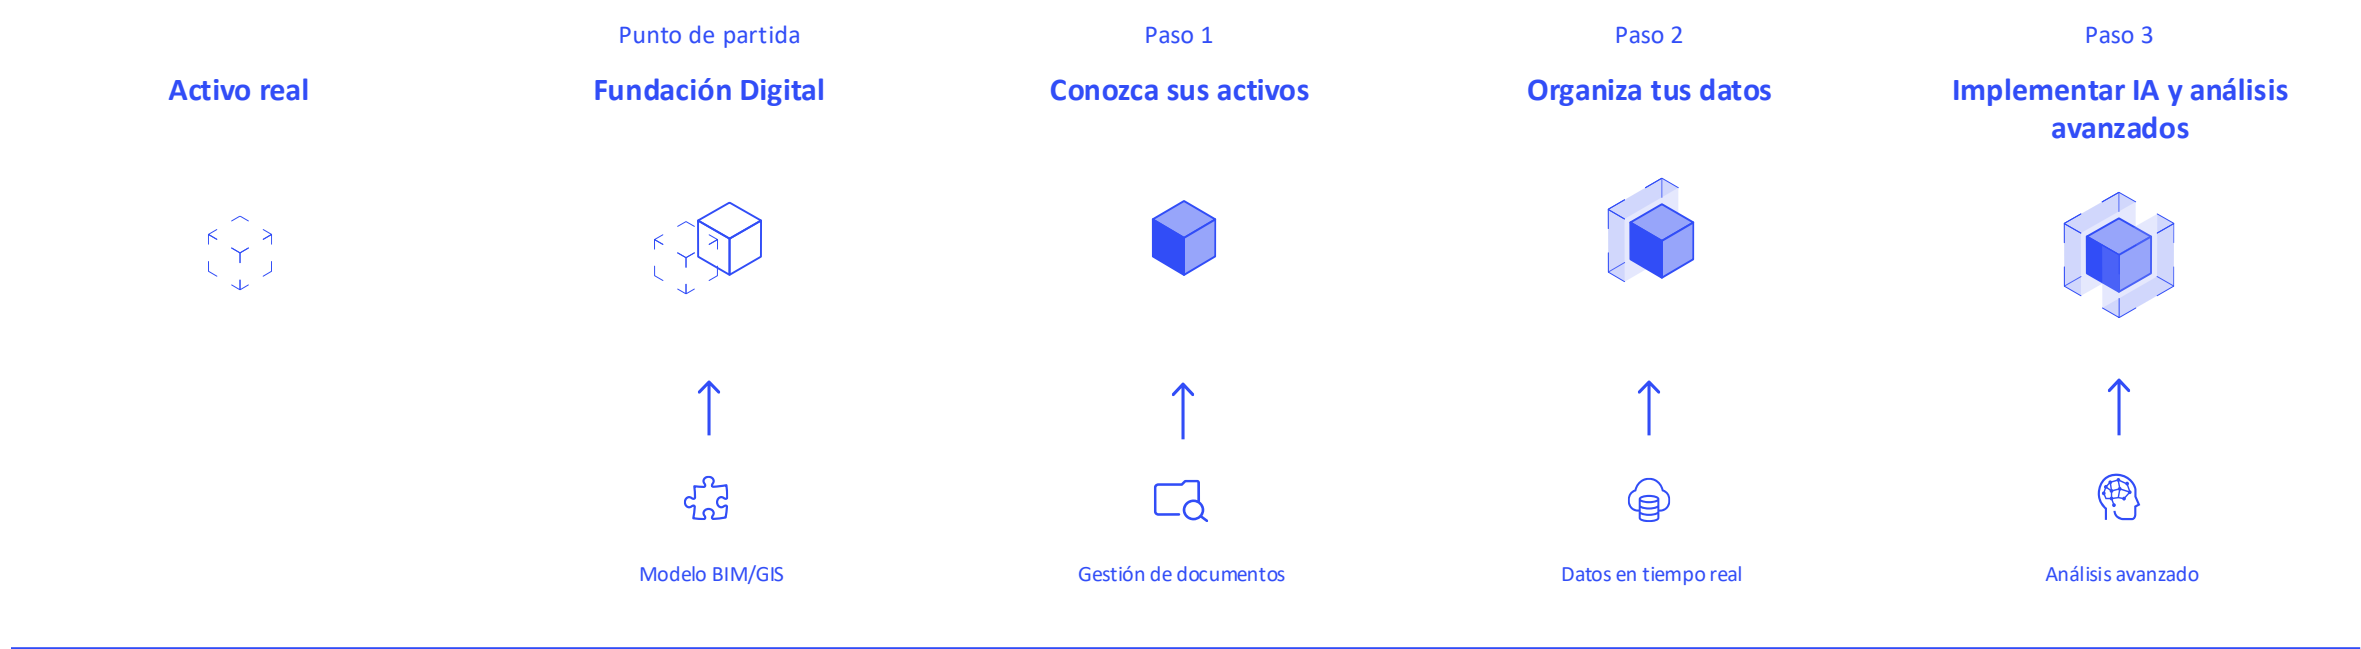 Punto de partida
Paso 1
Paso 2
Paso 3
Activo real
Fundación Digital
Conozca sus activos
Organiza tus datos
Implementar IA y análisis
avanzados
Modelo BIM/GIS
Gestión de documentos
Datos en tiempo real
Análisis avanzado